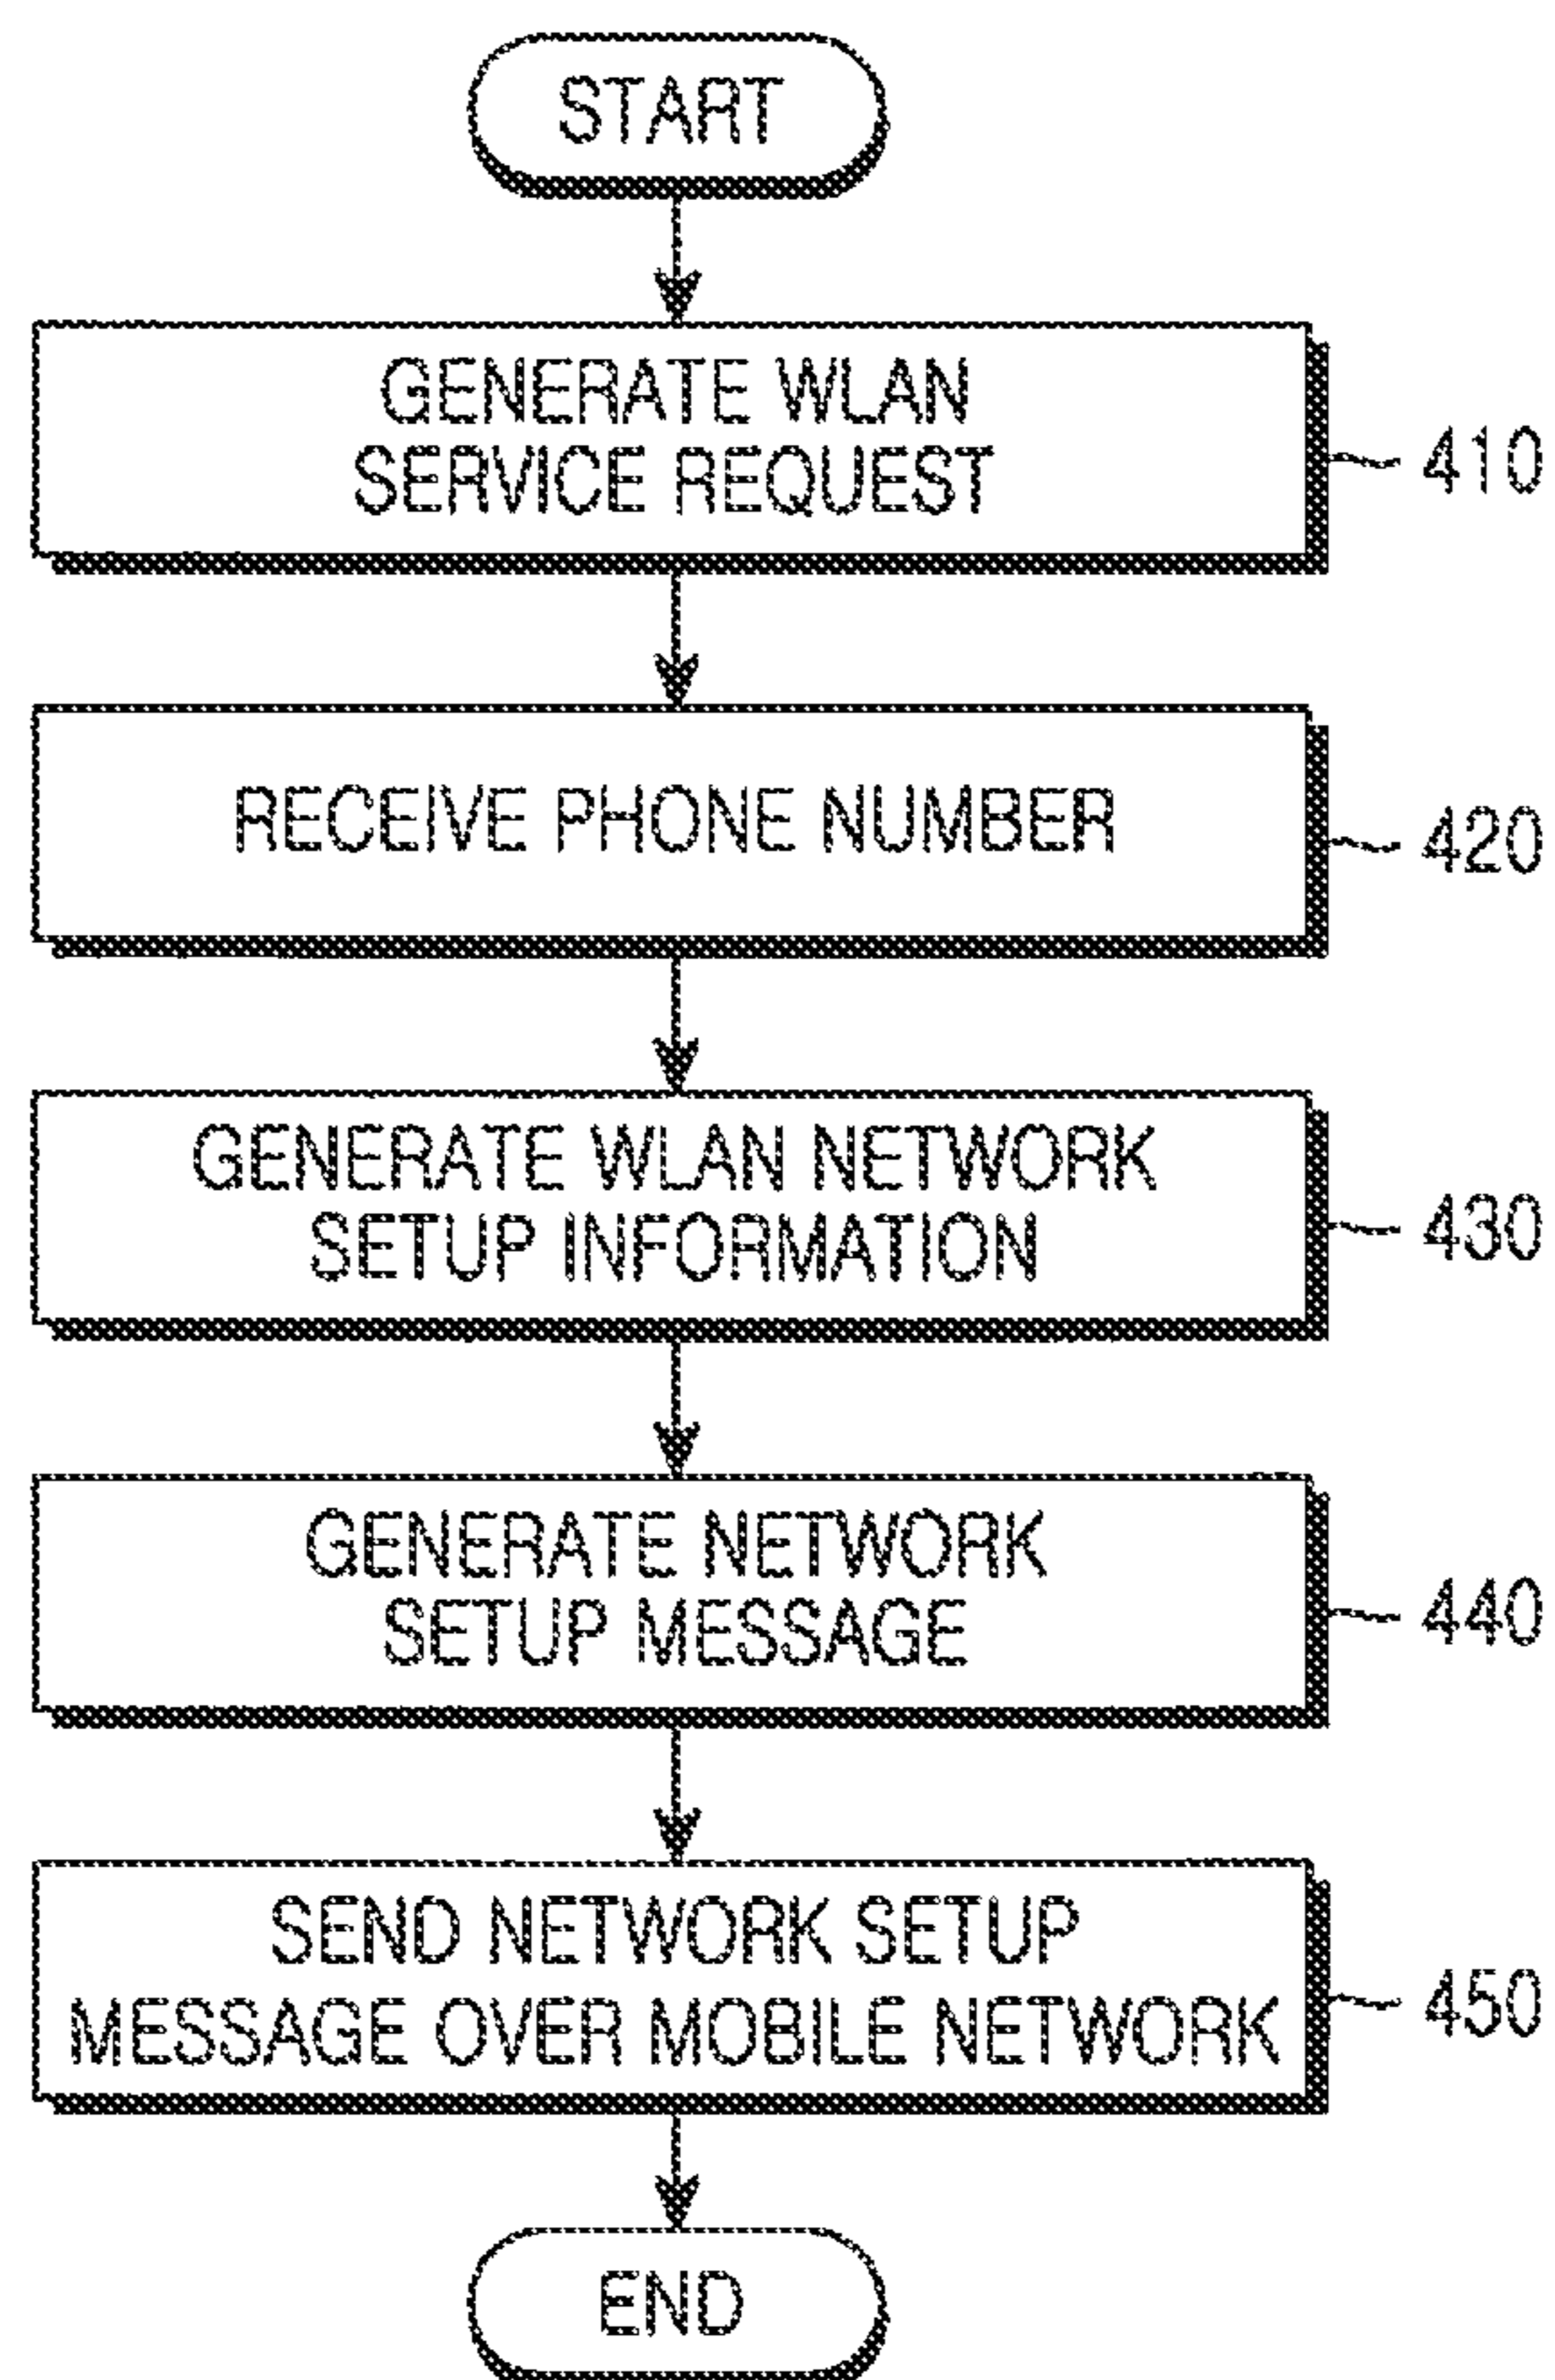 START
GENERATE WLAN
SERVICE REQUEST
410
RECEIVE PHONE NUMBER
420
GENERATE WLAN NETWORK
SETUP INFORMATION
430
GENERATE NETWORK
SETUP MESSAGE
440
SEND NETWORK SETUP
MESSAGE OVER MOBILE NETWORK
450
END